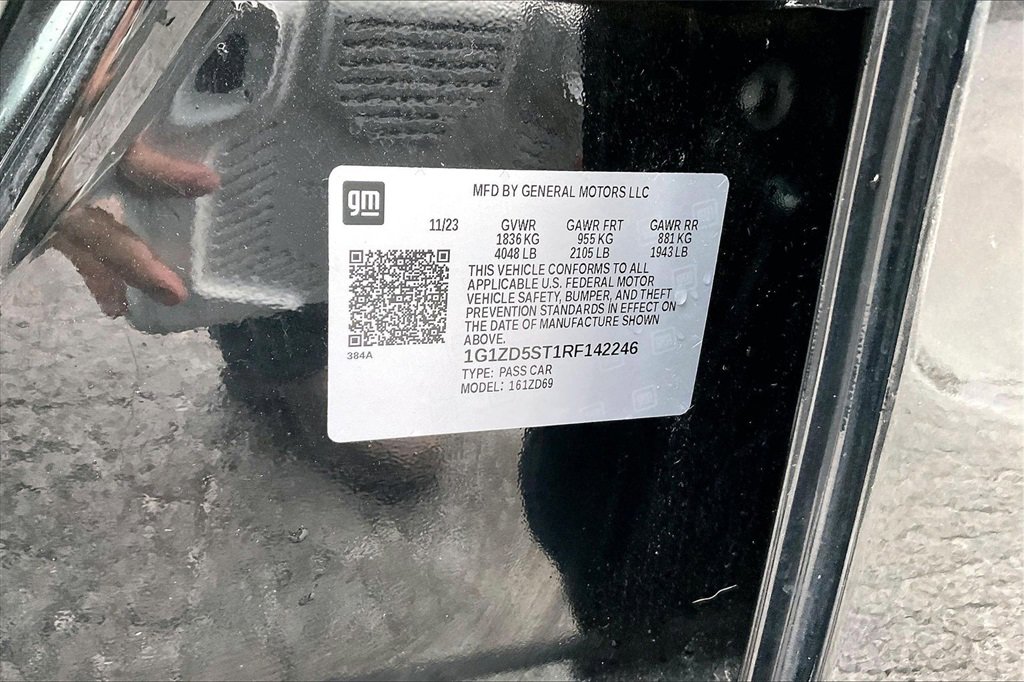 gm
MFD BY GENERAL MOTORS LLC
11/23 GVWR GAWR FRT GAWR RR
1836 KG 955 KG 881 KG
4048 LB 2105 LB 1943 LB
THIS VEHICLE CONFORMS TO ALL
APPLICABLE U.S. FEDERAL MOTOR
VEHICLE SAFETY, BUMPER, AND THEFT
PREVENTION STANDARDS IN EFFECT ON
THE DATE OF MANUFACTURE SHOWN
ABOVE.
384A
1G1ZD5ST1RF142246
TYPE: PASS CAR
MODEL: 161ZD69